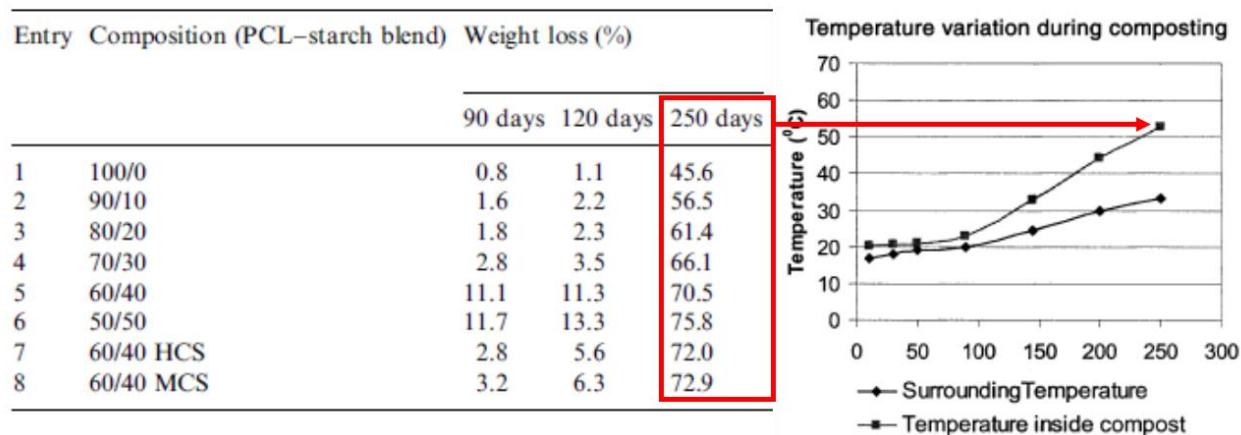 Entry Composition (PCL–starch blend) Weight loss (%)
90 days 120 days 250 days
1 100/0 0.8 1.1 45.6
2 90/10 1.6 2.2 56.5
3 80/20 1.8 2.3 61.4
4 70/30 2.8 3.5 66.1
5 60/40 11.1 11.3 70.5
6 50/50 11.7 13.3 75.8
7 60/40 HCS 2.8 5.6 72.0
8 60/40 MCS 3.2 6.3 72.9
Temperature variation during composting
Temperature (⁰C)
70
60
50
40
30
20
10
0
0 50 100 150 200 250 300
SurroundingTemperature
Temperature inside compost